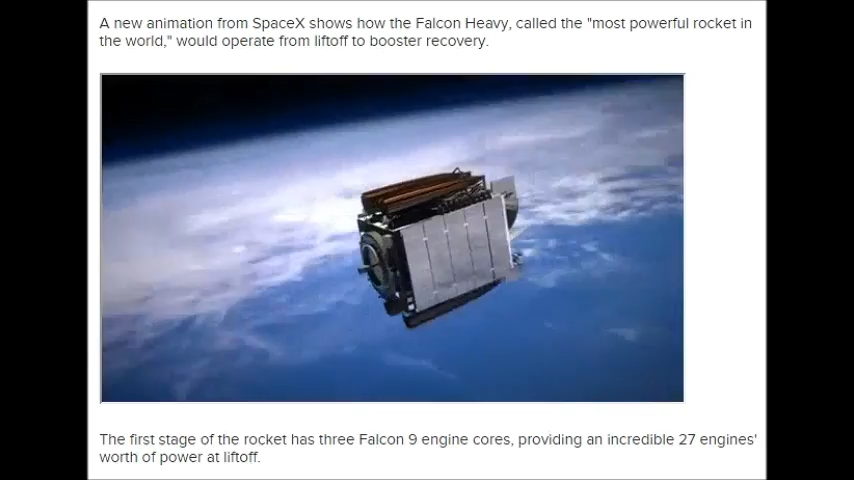 A new animation from SpaceX shows how the Falcon Heavy, called the "most powerful rocket in
the world," would operate from liftoff to booster recovery.
The first stage of the rocket has three Falcon 9 engine cores, providing an incredible 27 engines'
worth of power at liftoff.